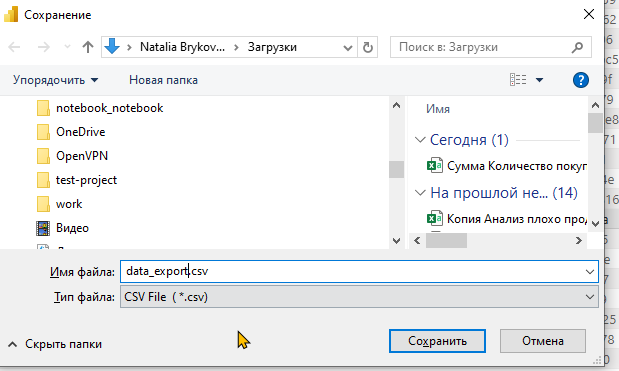 Сохранение
Natalia Brykov... Загрузки
Поиск в: Загрузки
Упорядочить Новая папка
notebook_notebook
OneDrive
OpenVPN
test-project
work
Видео
Имя
Сегодня (1)
Сумма Количество покуп
На прошлой не... (14)
Копия Анализ плохо прод
Имя файла: data_export.csv
Тип файла: CSV File (*.csv)
Скрыть папки
Сохранить
Отмена